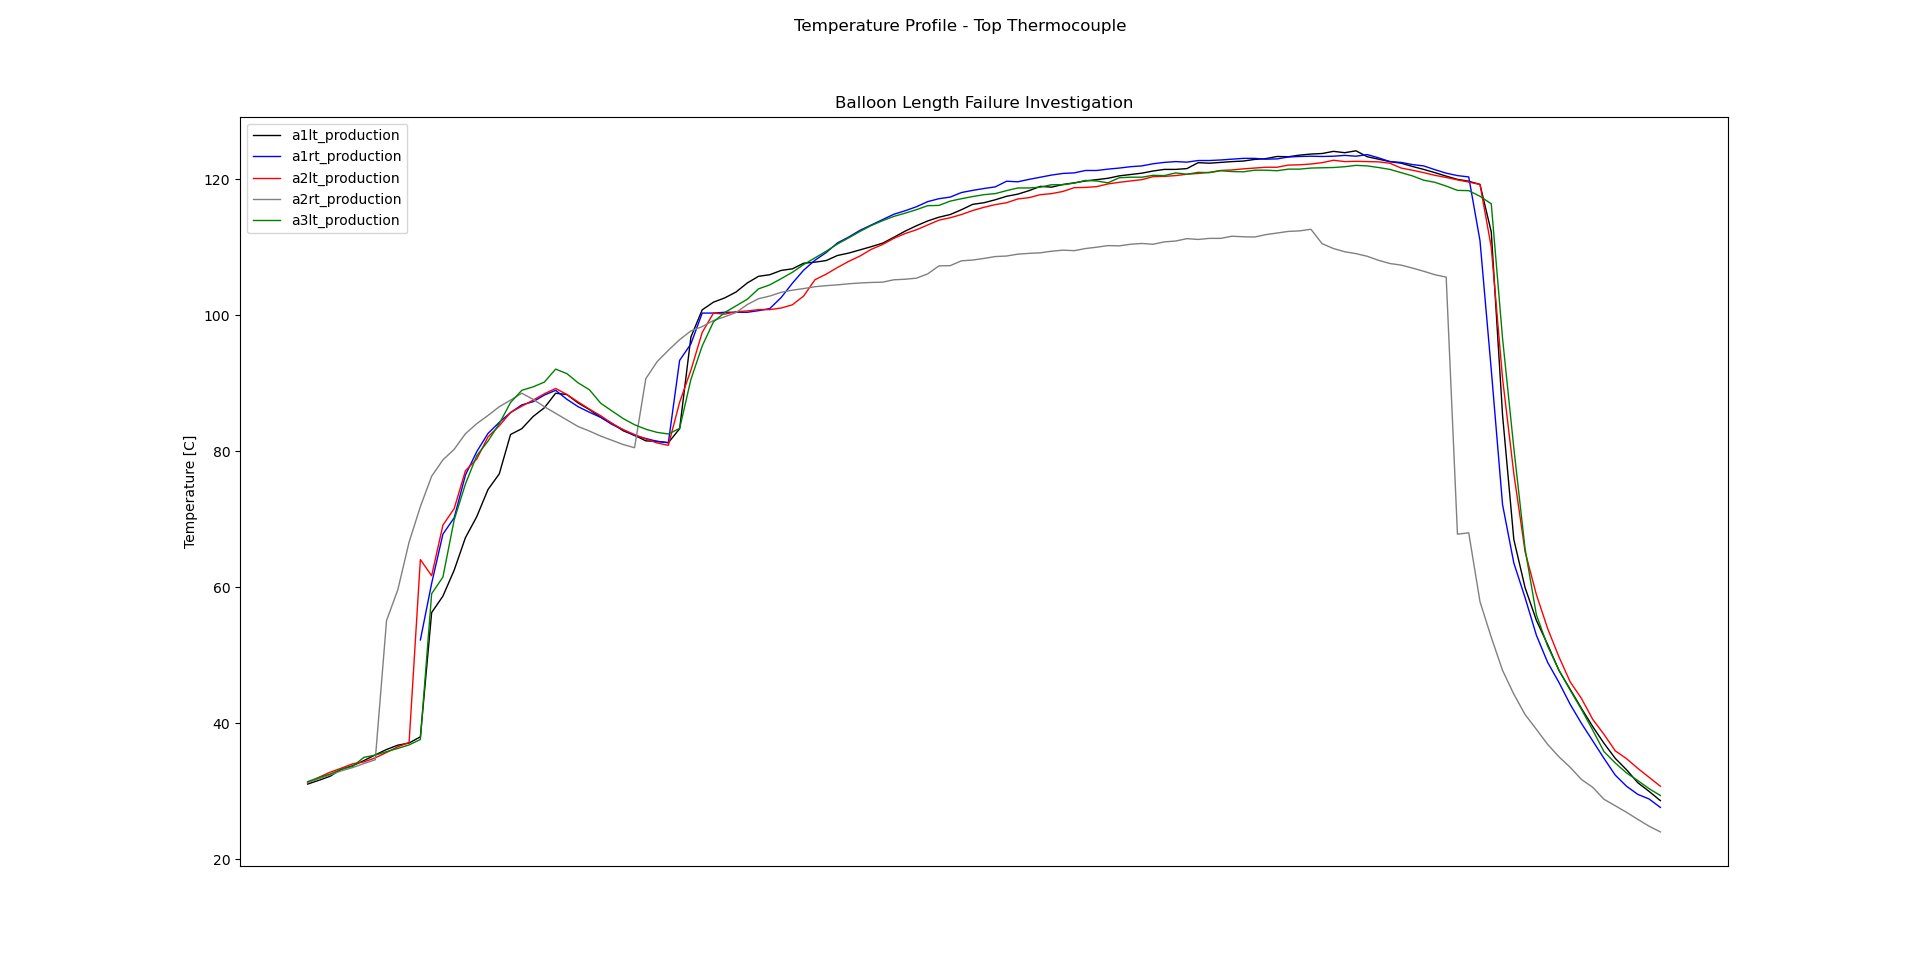 Temperature Profile - Top Thermocouple
Balloon Length Failure Investigation
a1lt_production
a1rt_production
a2lt_production
a2rt_production
a3lt_production
120
100
80
60
40
20
Temperature [C]